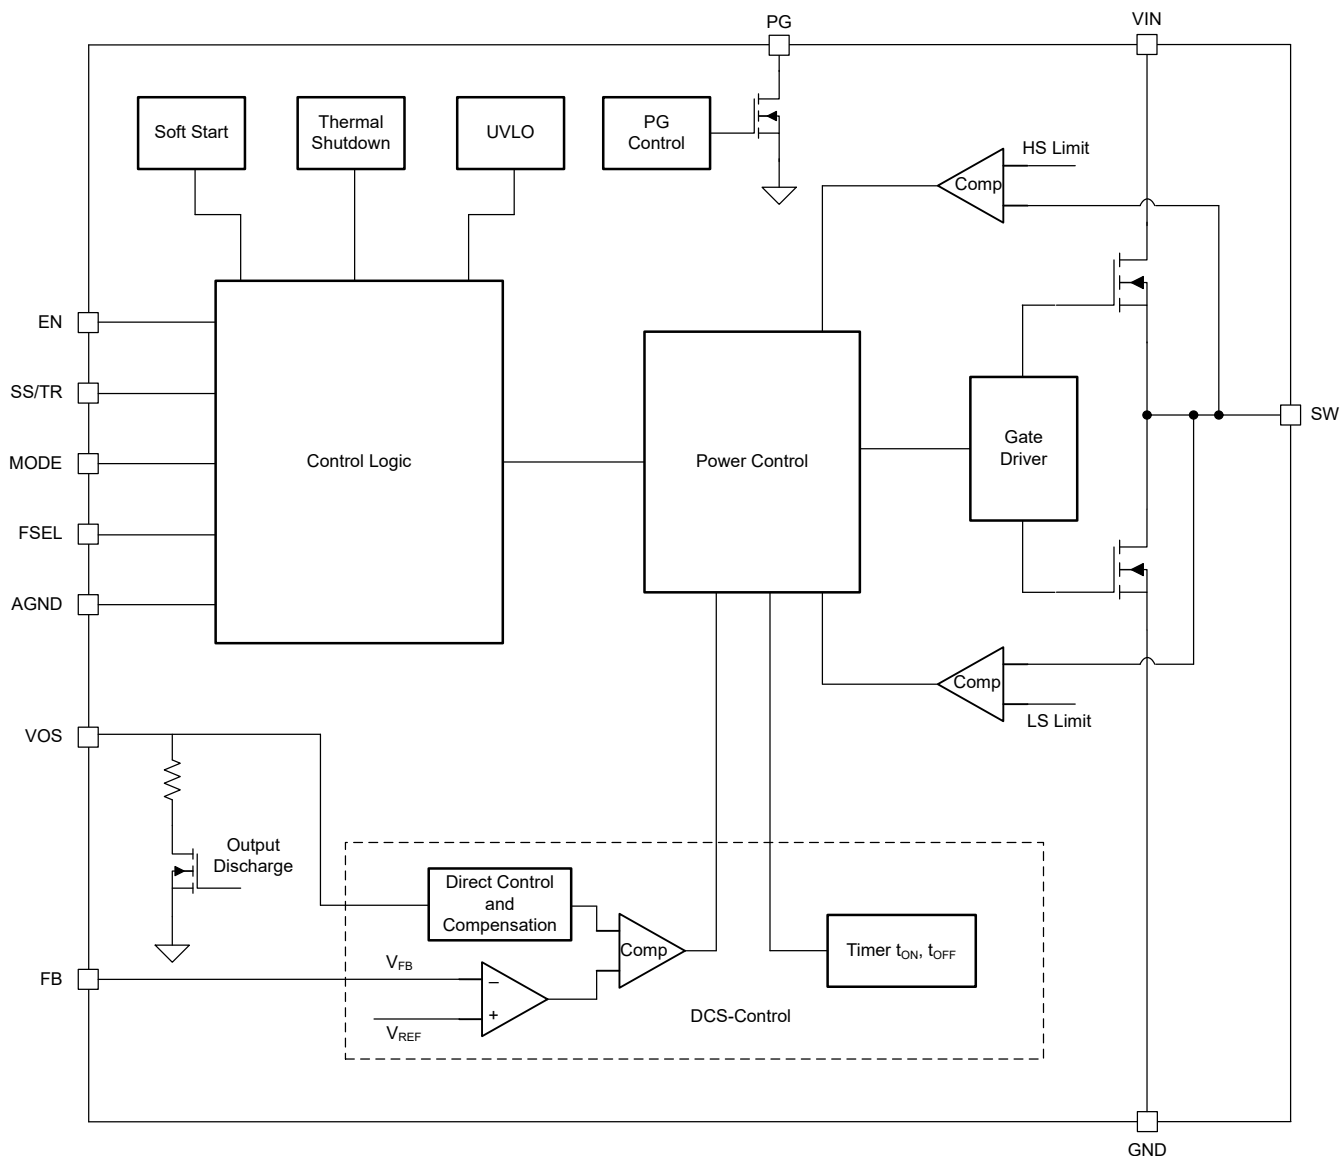 PG
VIN
Soft Start
Thermal
Shutdown
UVLO
PG
Control
HS Limit
Comp
EN
SS/TR
MODE
FSEL
AGND
Control Logic
Power Control
Gate
Driver
SW
Comp
LS Limit
VOS
Output
Discharge
Direct Control
and
Compensation
Comp
Timer tON, tOFF
FB
VFB
–
+
VREF
DCS-Control
GND